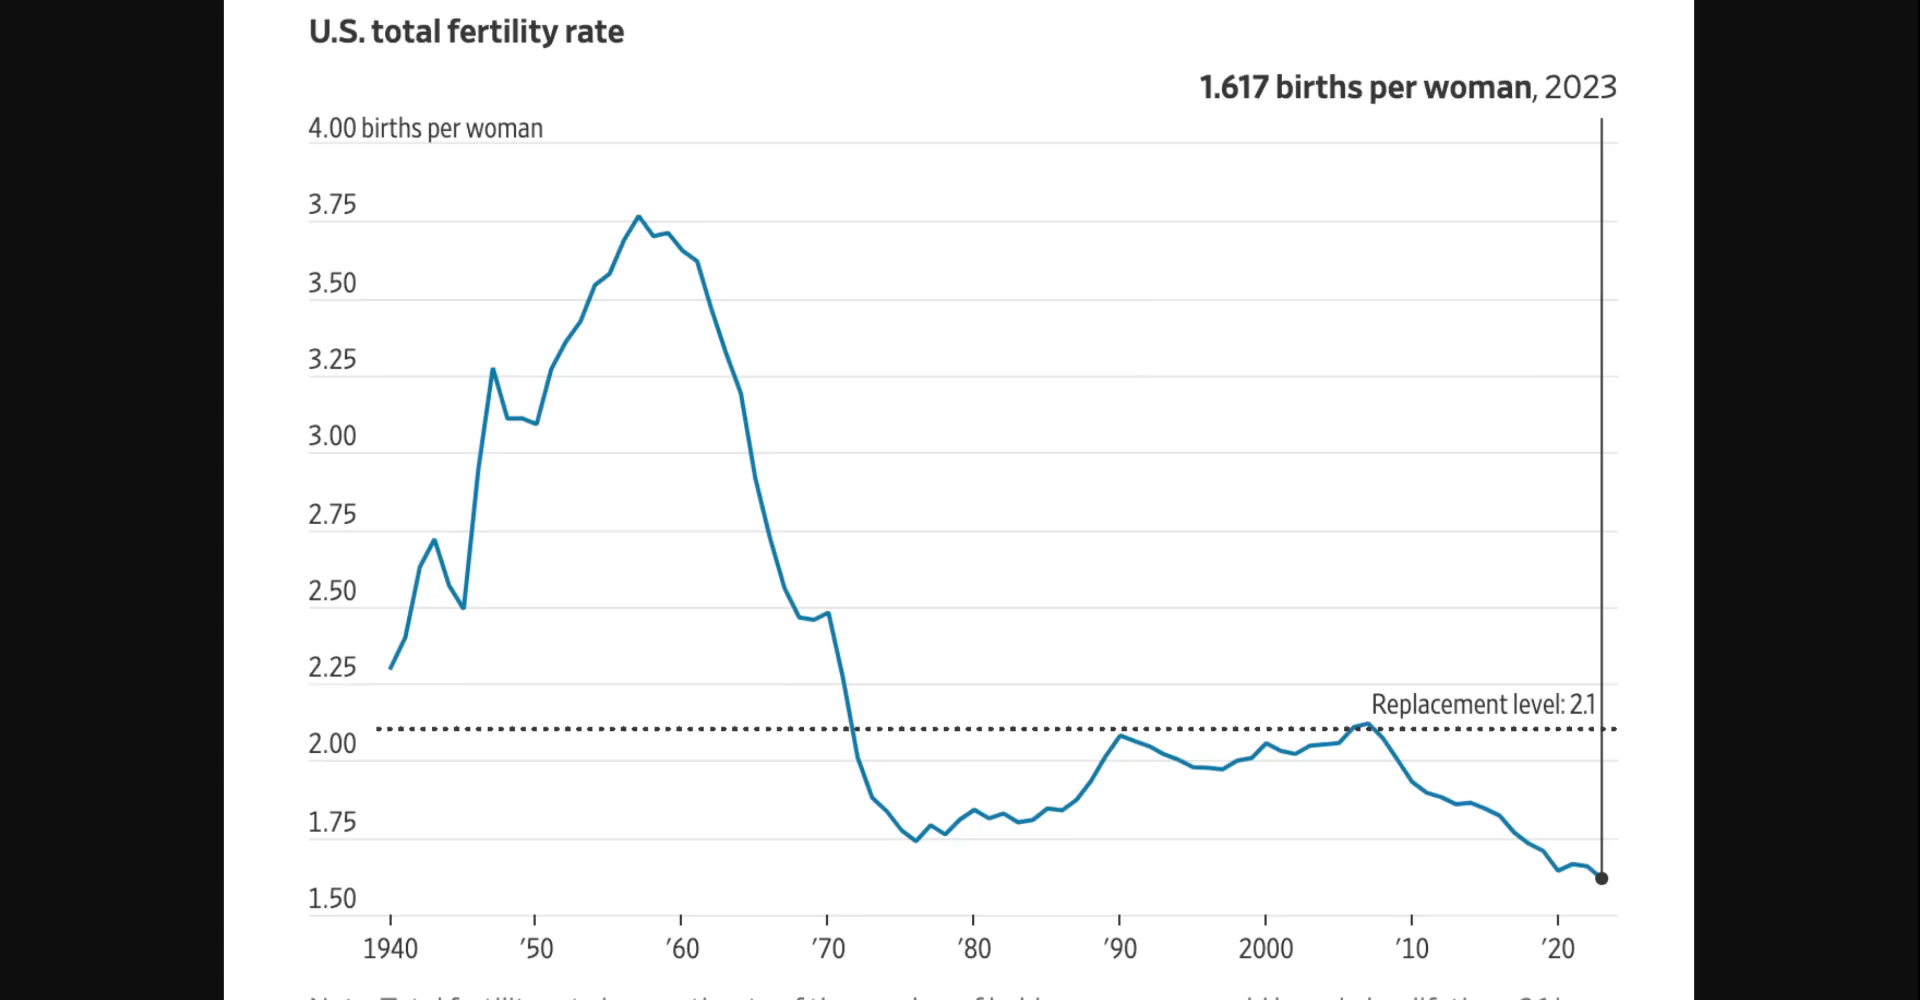 U.S. total fertility rate
1.617 births per woman, 2023
4.00 births per woman
3.75
3.50
3.25
3.00
2.75
2.50
2.25
Replacement level: 2.1
2.00
1.75
1.50
1940 ’50 ’60 ’70 ’80 ’90 2000 ’10 ’20